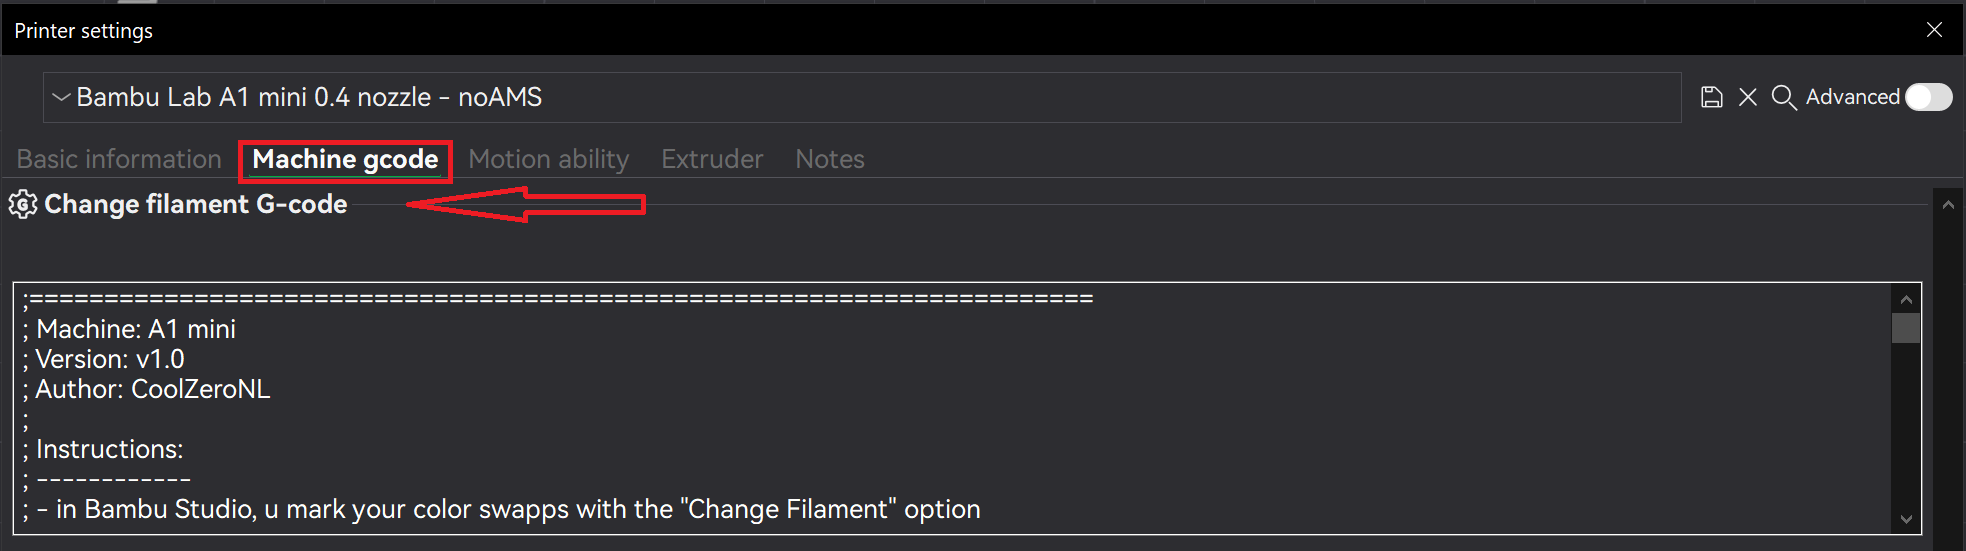 Printer settings
Bambu Lab A1 mini 0.4 nozzle - noAMS
Advanced
Basic information Machine gcode Motion ability Extruder Notes
Change filament G-code
;=======================================================================
; Machine: A1 mini
; Version: v1.0
; Author: CoolZeroNL
;
; Instructions:
; ------------
; - in Bambu Studio, u mark your color swapps with the "Change Filament" option